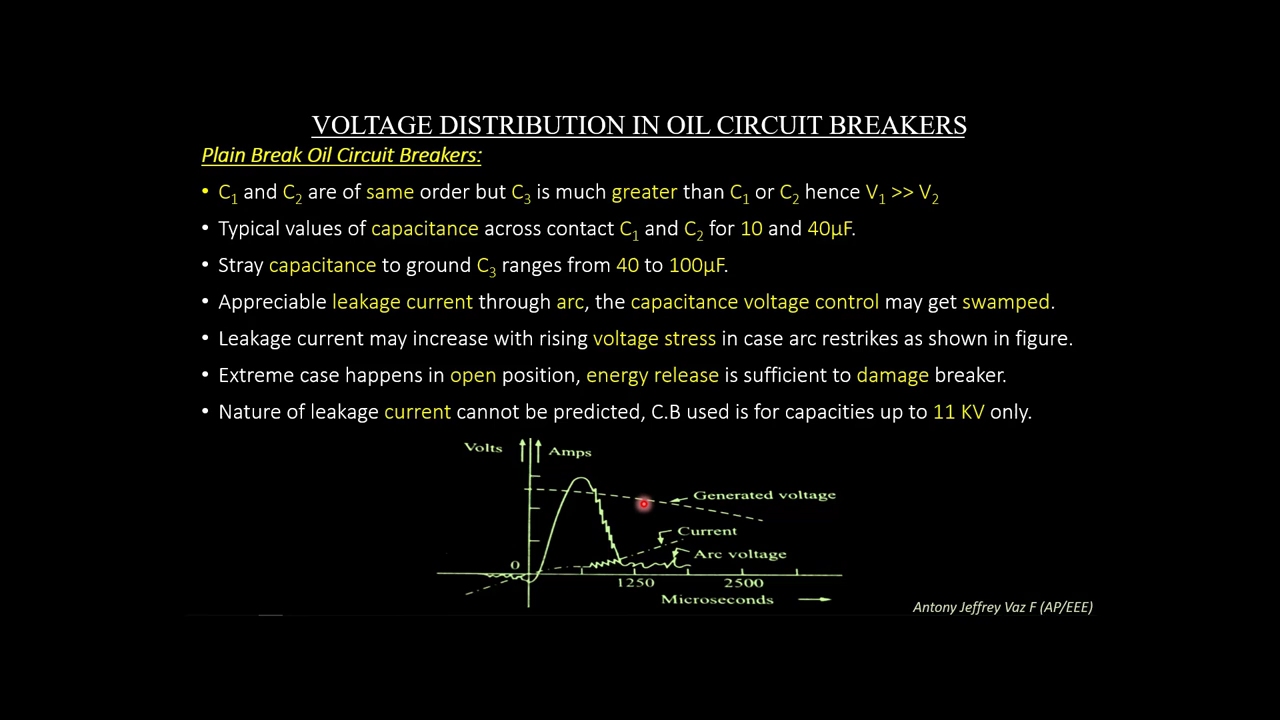 VOLTAGE DISTRIBUTION IN OIL CIRCUIT BREAKERS
Plain Break Oil Circuit Breakers:
• C₁ and C₂ are of same order but C₃ is much greater than C₁ or C₂ hence V₁ >> V₂
• Typical values of capacitance across contact C₁ and C₂ for 10 and 40µF.
• Stray capacitance to ground C₃ ranges from 40 to 100µF.
• Appreciable leakage current through arc, the capacitance voltage control may get swamped.
• Leakage current may increase with rising voltage stress in case arc restrikes as shown in figure.
• Extreme case happens in open position, energy release is sufficient to damage breaker.
• Nature of leakage current cannot be predicted, C.B used is for capacities up to 11 KV only.
Volts Amps
Generated voltage
Current
Arc voltage
0
1250 2500
Microseconds
Antony Jeffrey Vaz F (AP/EEE)